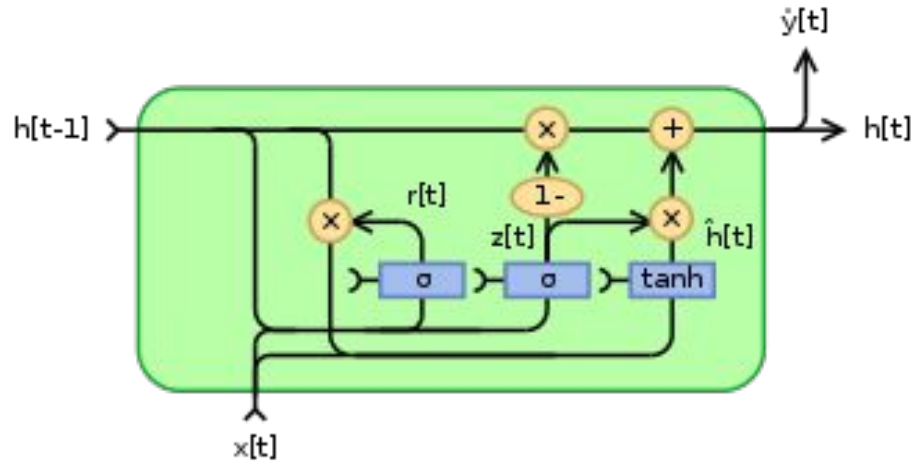 ŷ[t]
h[t-1] × + h[t]
1-
r[t] × ×
z[t] ĥ[t]
σ σ tanh
x[t]